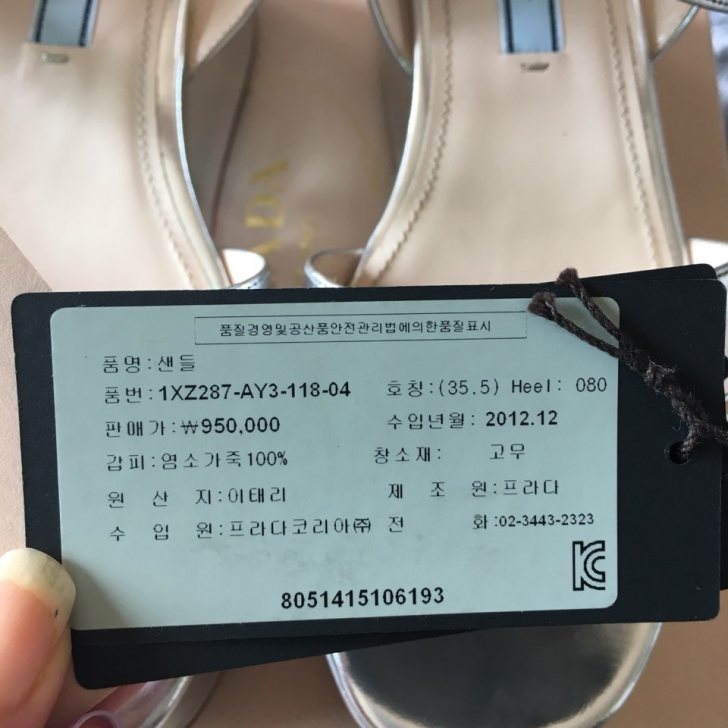 품질경영및공산품안전관리법에의한품질표시
품명:샌들
품번:1XZ287-AY3-118-04 호칭:(35.5) Heel: 080
판매가:₩950,000 수입년월: 2012.12
갑피:염소가죽100% 창소재: 고무
원 산 지:이태리 제 조 원:프라다
수 입 원:프라다코리아㈜ 전 화:02-3443-2323
8051415106193